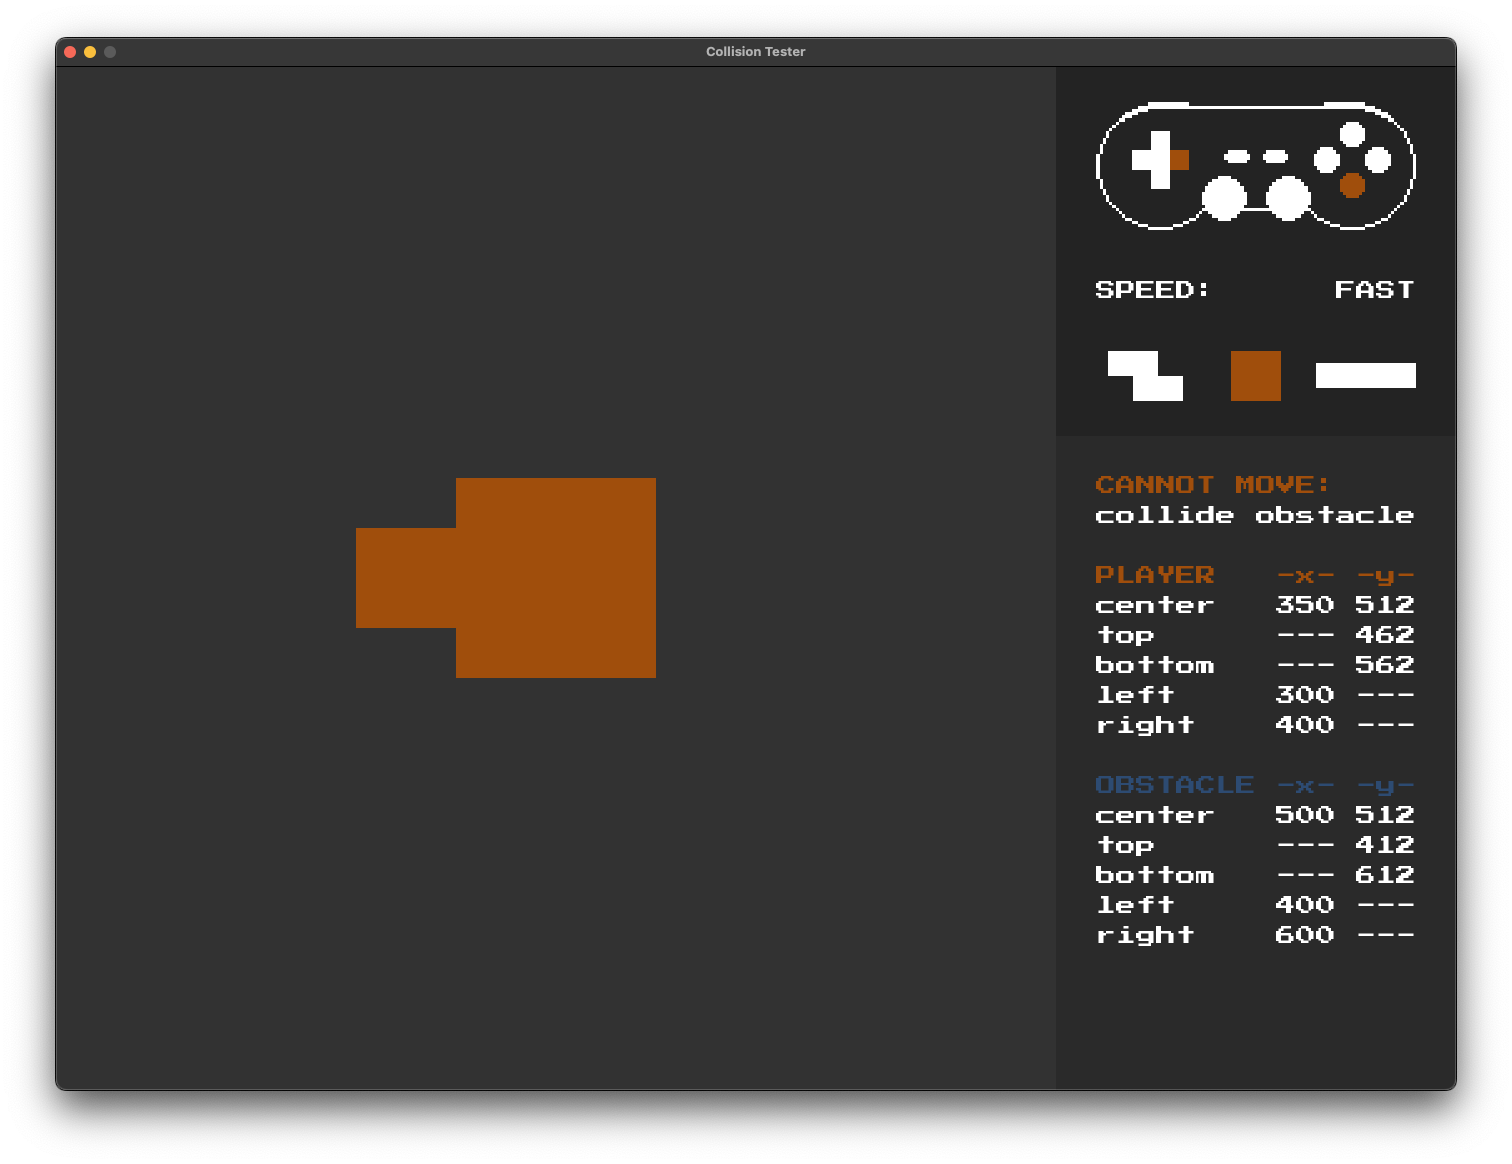 Collision Tester
SPEED: FAST
CANNOT MOVE:
collide obstacle
PLAYER -x- -y-
center 350 512
top --- 462
bottom --- 562
left 300 ---
right 400 ---
OBSTACLE -x- -y-
center 500 512
top --- 412
bottom --- 612
left 400 ---
right 600 ---